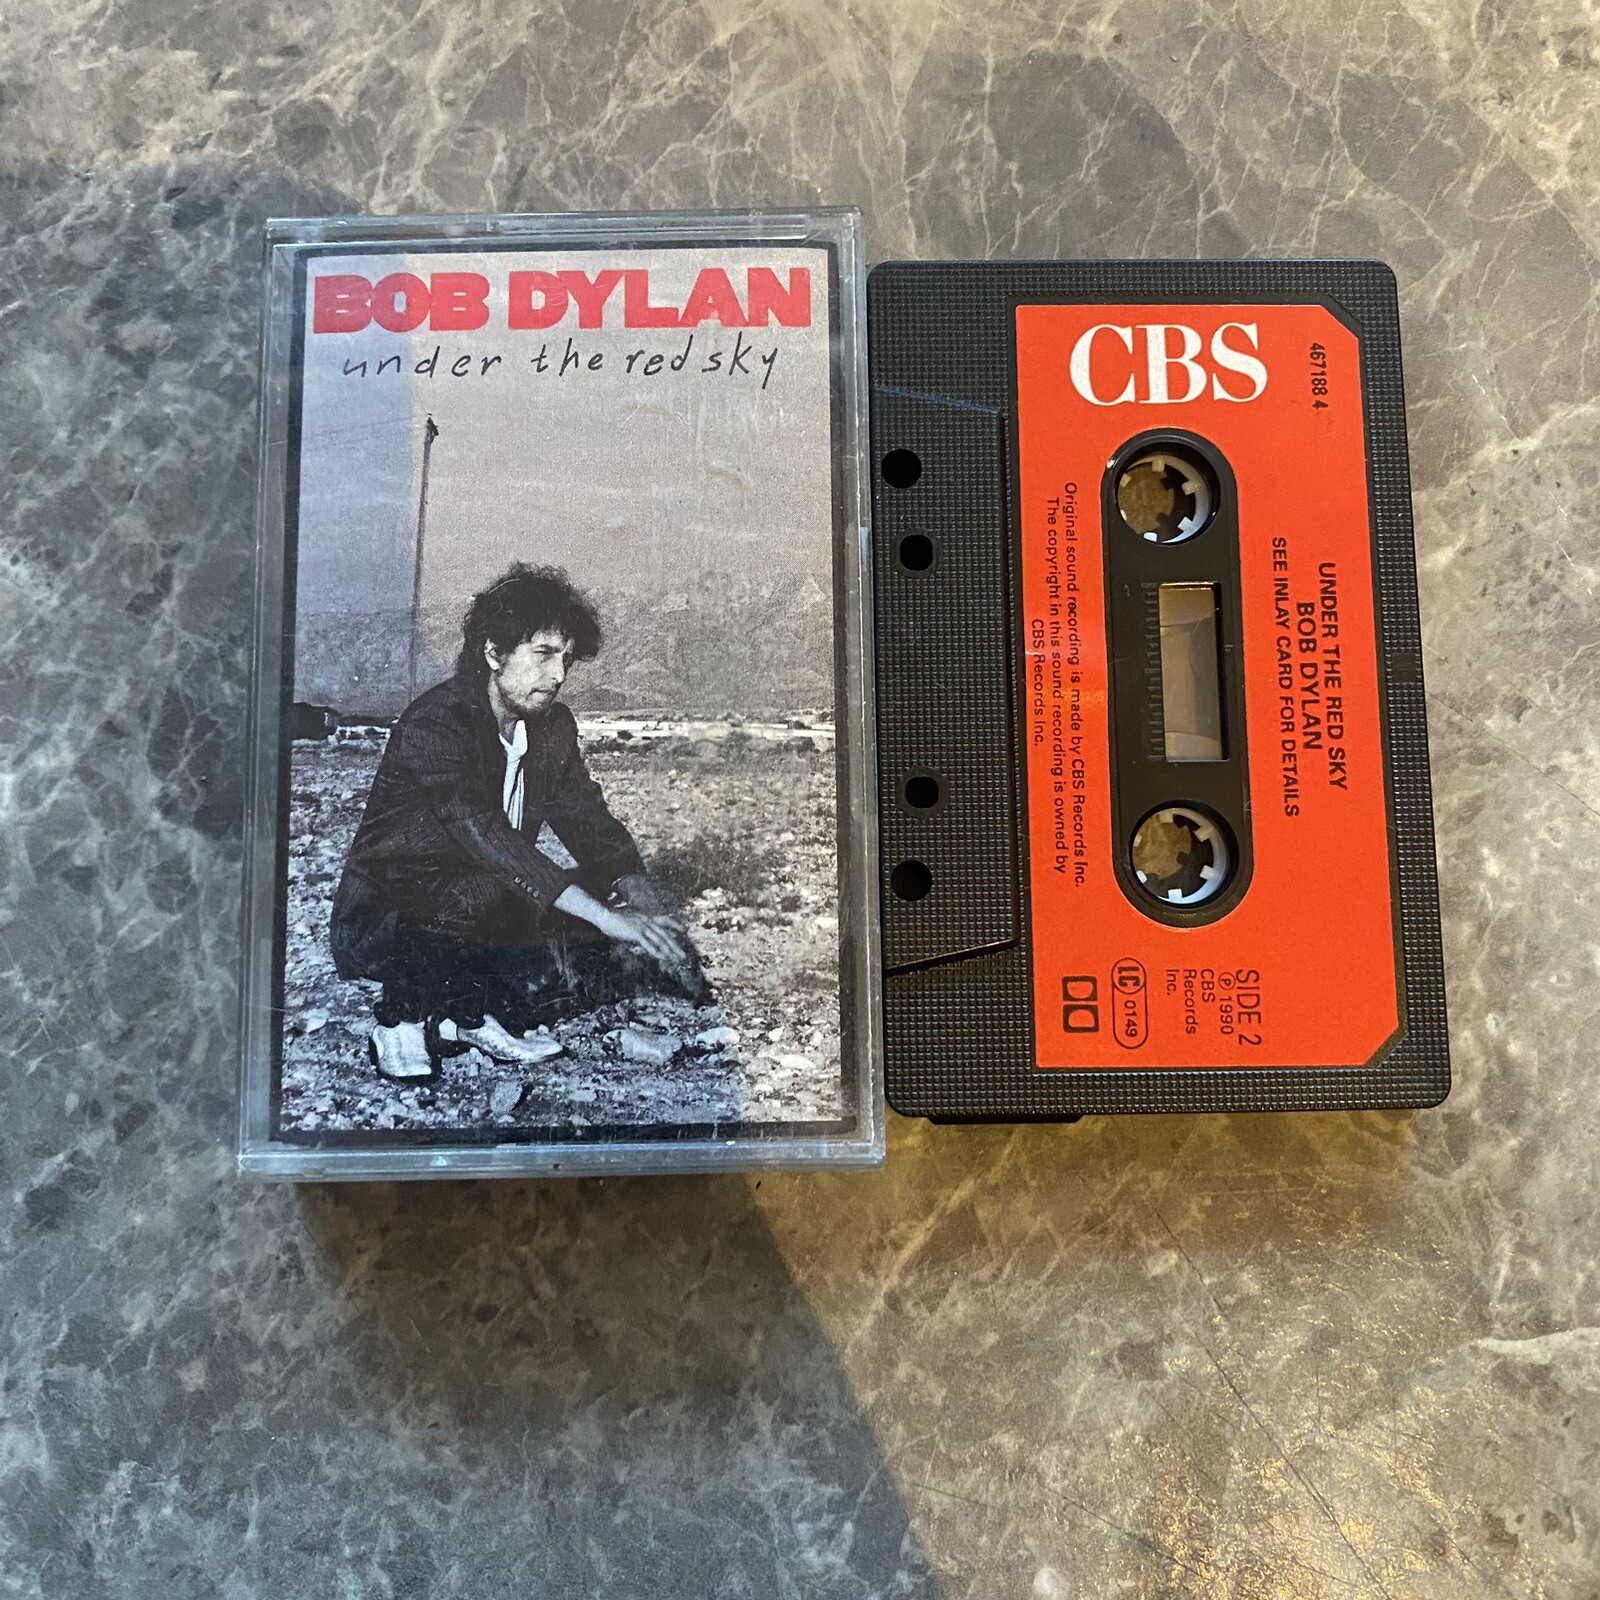 BOB DYLAN
under the red sky
CBS
467188 4
UNDER THE RED SKY
BOB DYLAN
SEE INLAY CARD FOR DETAILS
Original sound recording is made by CBS Records Inc.
The copyright in this sound recording is owned by
CBS Records Inc.
SIDE 2
℗ 1990
CBS
Records
Inc.
LC 0149